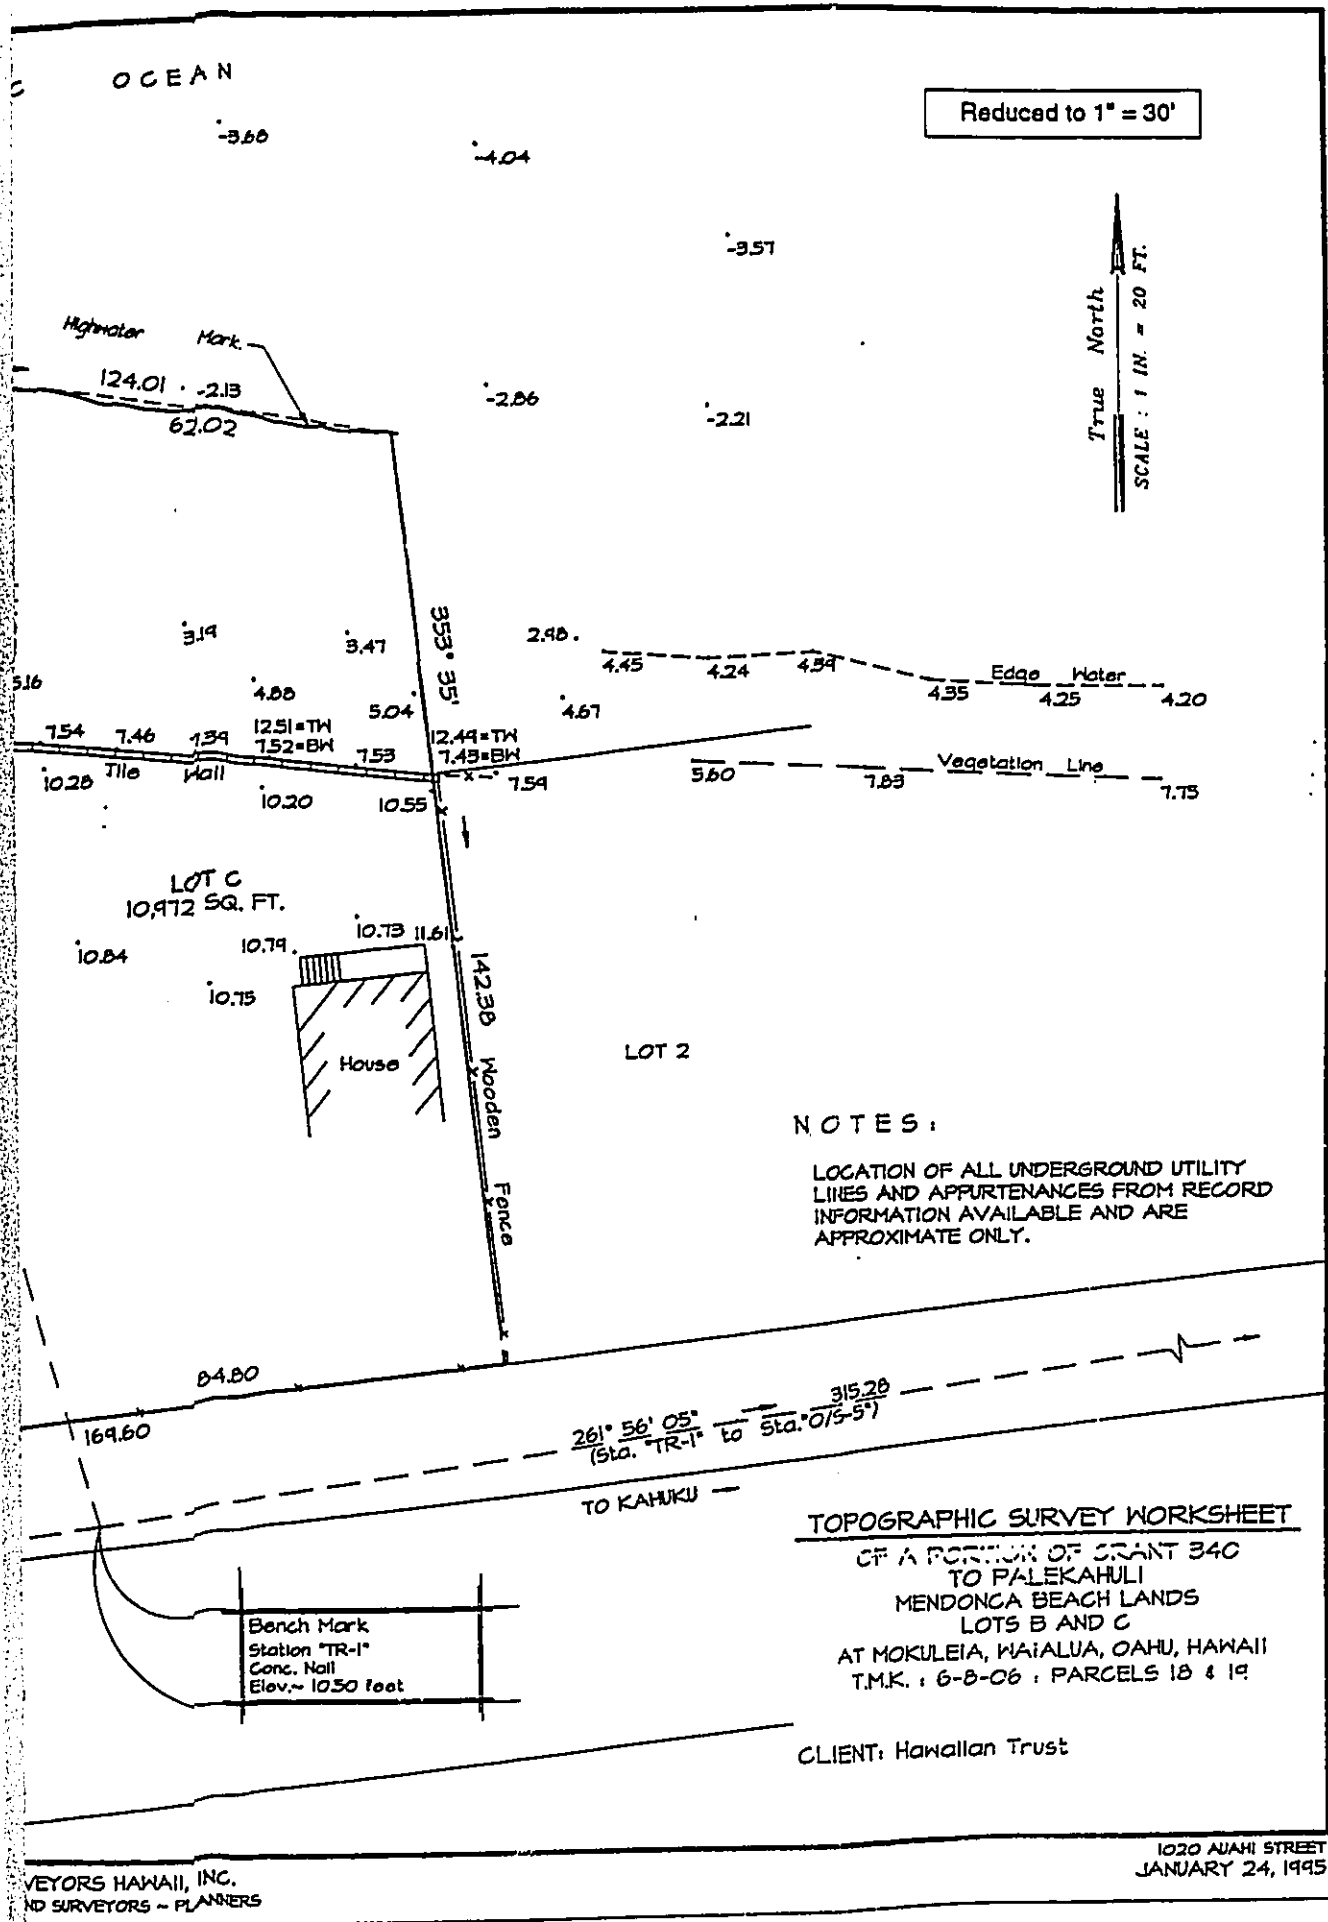 C OCEAN
-3.68
-4.04
Reduced to 1" = 30'
-3.57
True North
SCALE : 1 IN. = 20 FT.
Highwater Mark
124.01
-2.13
62.02
-2.86
-2.21
353° 35'
3.19
3.47
2.98
4.45
4.24
4.59
4.35
Edge Water
4.25
4.20
5.16
4.88
5.04
4.67
7.54
7.46
7.39
12.51=TW
7.52=BW
7.53
12.49=TW
7.43=BW
7.59
Tile Wall
10.28
10.20
10.55
5.60
7.83
Vegetation Line
7.75
LOT C
10,972 SQ. FT.
10.84
10.79
10.73
11.61
10.75
House
142.38
Wooden Fence
LOT 2
NOTES:
LOCATION OF ALL UNDERGROUND UTILITY
LINES AND APPURTENANCES FROM RECORD
INFORMATION AVAILABLE AND ARE
APPROXIMATE ONLY.
84.80
169.60
261° 56' 05" 315.28
(Sta. "TR-1" to Sta. "O/S-5")
TO KAHUKU
Bench Mark
Station "TR-1"
Conc. Nail
Elev.~ 10.50 feet
TOPOGRAPHIC SURVEY WORKSHEET
OF A PORTION OF GRANT 340
TO PALEKAHULI
MENDONCA BEACH LANDS
LOTS B AND C
AT MOKULEIA, WAIALUA, OAHU, HAWAII
T.M.K. : 6-8-06 : PARCELS 18 & 19
CLIENT: Hawaiian Trust
VEYORS HAWAII, INC.
ND SURVEYORS ~ PLANNERS
1020 AUAHI STREET
JANUARY 24, 1995